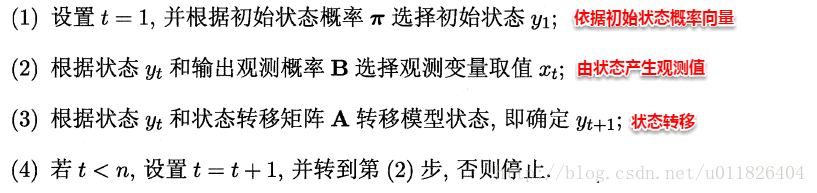 (1) 设置 t = 1, 并根据初始状态概率 π 选择初始状态 y₁; 依据初始状态概率向量
(2) 根据状态 yₜ 和输出观测概率 B 选择观测变量取值 xₜ; 由状态产生观测值
(3) 根据状态 yₜ 和状态转移矩阵 A 转移模型状态, 即确定 yₜ₊₁; 状态转移
(4) 若 t < n, 设置 t = t + 1, 并转到第 (2) 步, 否则停止.
http://blog.csdn.net/u011826404